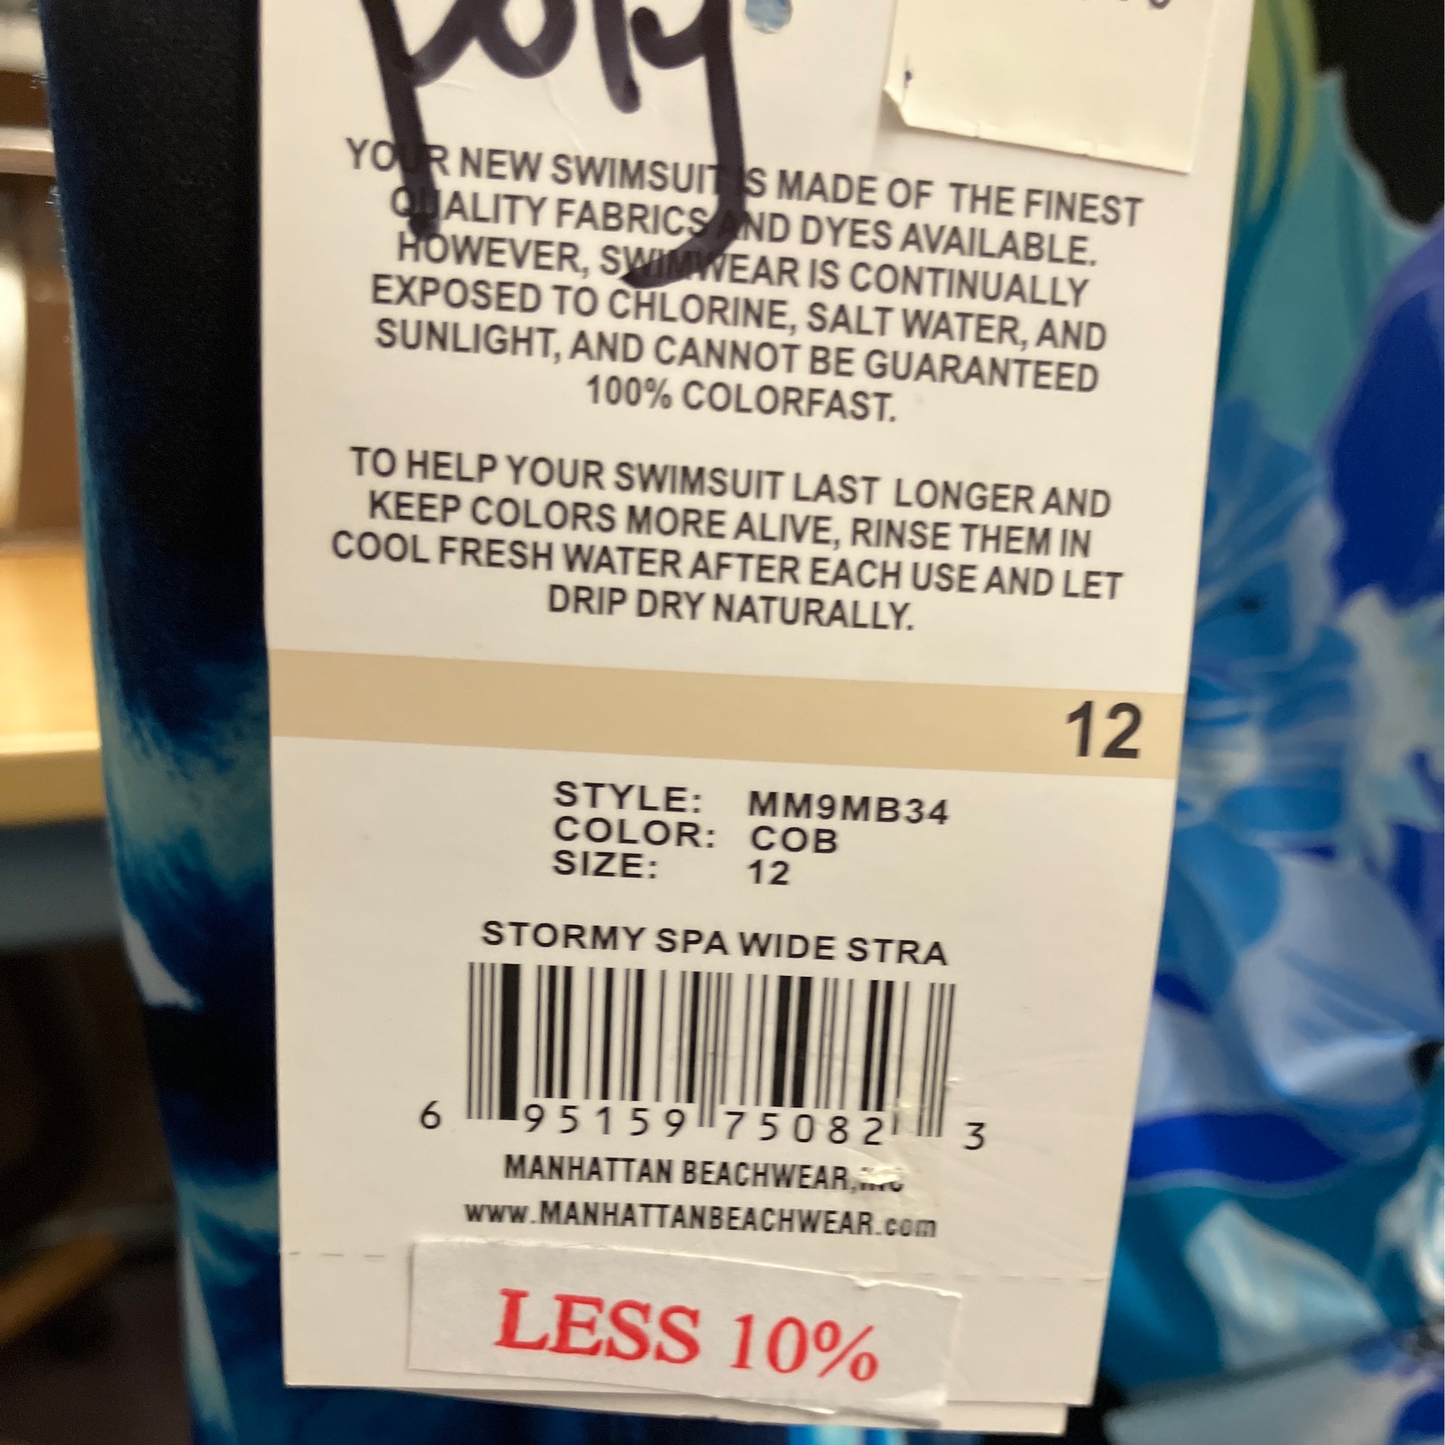 poly
YOUR NEW SWIMSUIT IS MADE OF THE FINEST
QUALITY FABRICS AND DYES AVAILABLE.
HOWEVER, SWIMWEAR IS CONTINUALLY
EXPOSED TO CHLORINE, SALT WATER, AND
SUNLIGHT, AND CANNOT BE GUARANTEED
100% COLORFAST.
TO HELP YOUR SWIMSUIT LAST LONGER AND
KEEP COLORS MORE ALIVE, RINSE THEM IN
COOL FRESH WATER AFTER EACH USE AND LET
DRIP DRY NATURALLY.
12
STYLE: MM9MB34
COLOR: COB
SIZE: 12
STORMY SPA WIDE STRA
6 95159 75082 3
MANHATTAN BEACHWEAR, INC
www.MANHATTANBEACHWEAR.com
LESS 10%